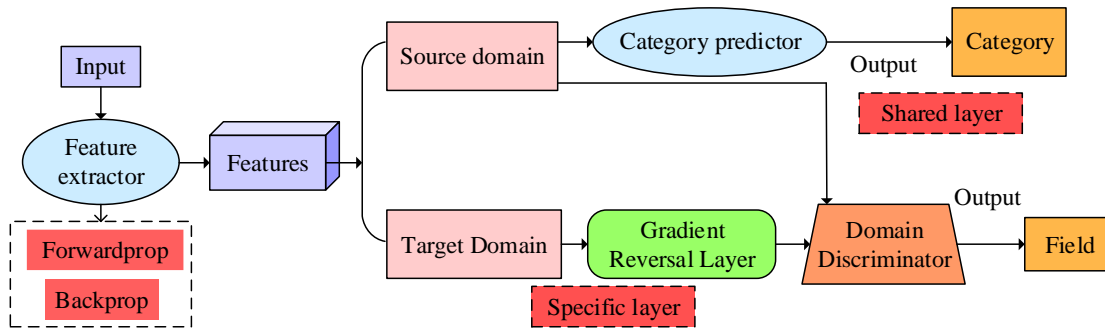 Input
Feature
extractor
Forwardprop
Backprop
Features
Source domain
Category predictor
Output
Category
Shared layer
Target Domain
Gradient
Reversal Layer
Specific layer
Domain
Discriminator
Output
Field